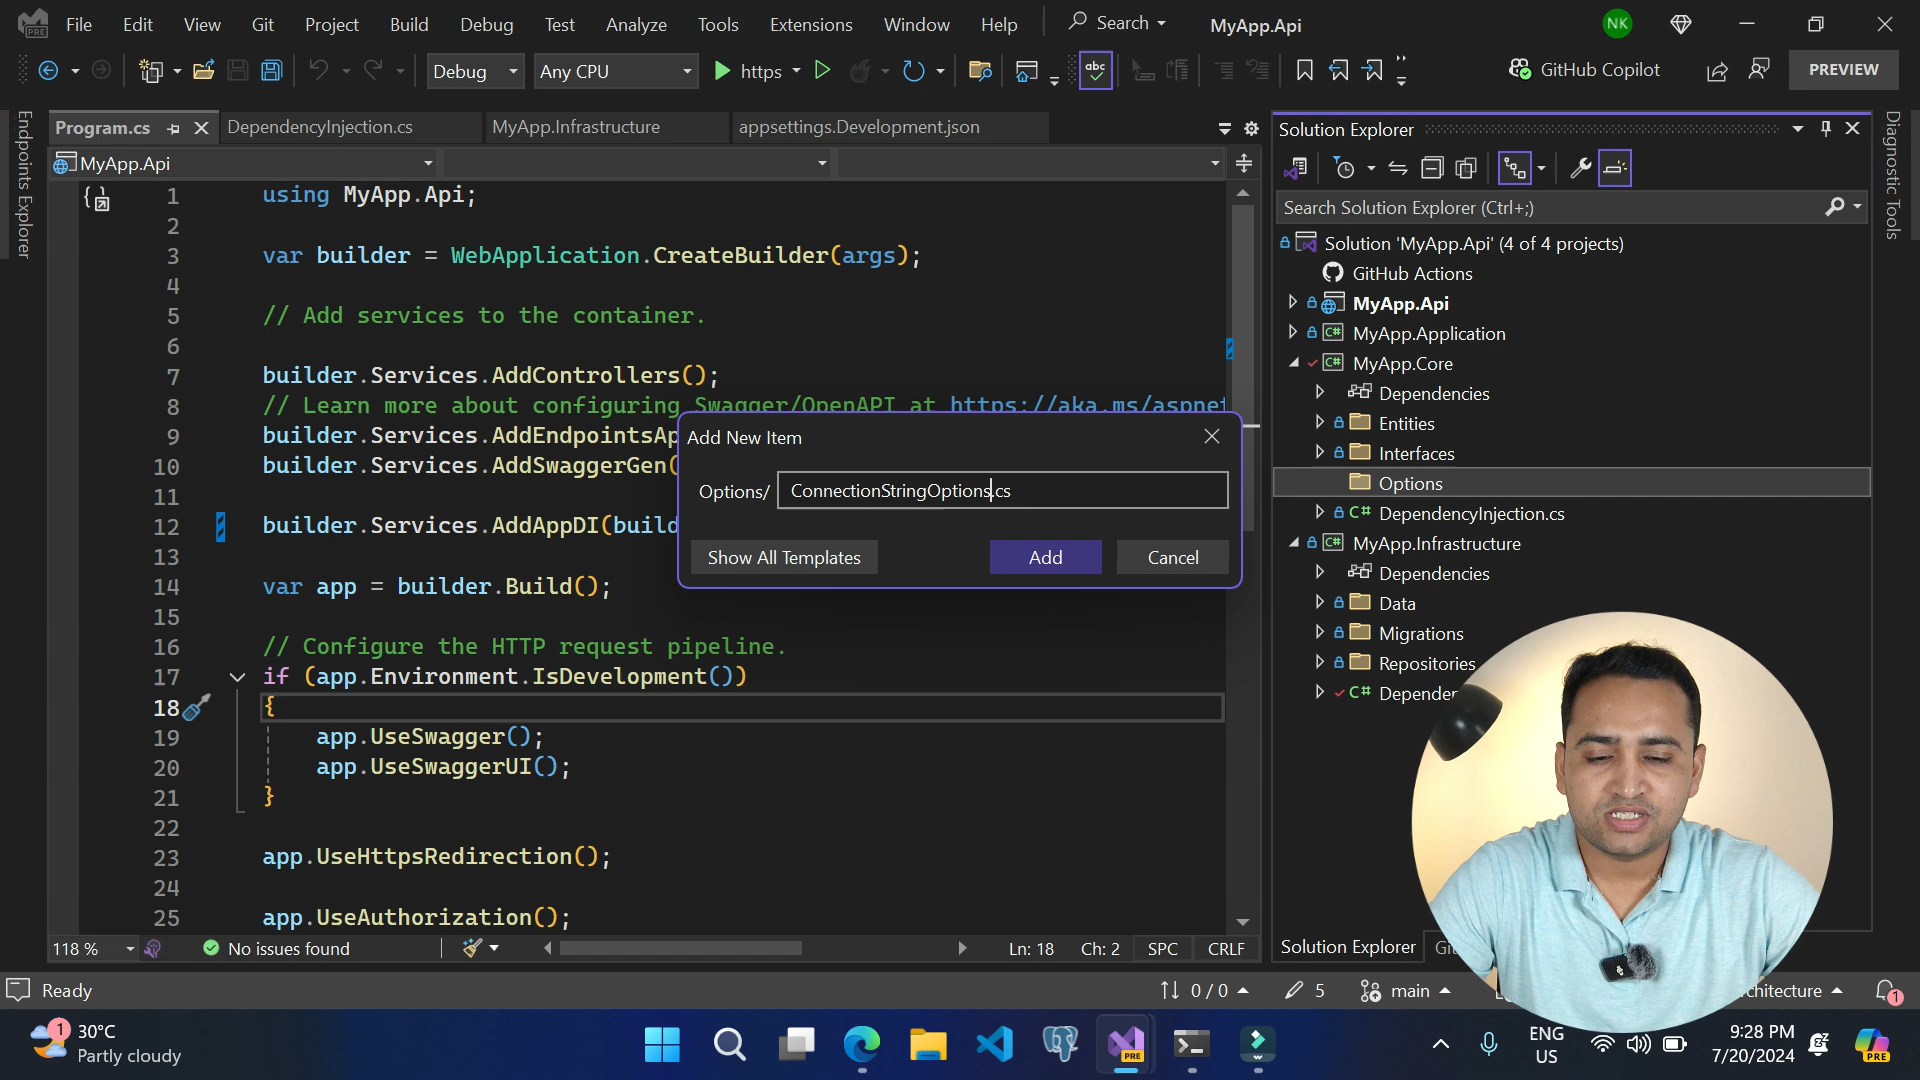 File Edit View Git Project Build Debug Test Analyze Tools Extensions Window Help Search MyApp.Api NK
PRE
Debug Any CPU https abc GitHub Copilot PREVIEW
Endpoints Explorer
Program.cs DependencyInjection.cs MyApp.Infrastructure appsettings.Development.json
MyApp.Api
1 using MyApp.Api;
2
3 var builder = WebApplication.CreateBuilder(args);
4
5 // Add services to the container.
6
7 builder.Services.AddControllers();
8 // Learn more about configuring Swagger/OpenAPI at https://aka.ms/aspnet
9 builder.Services.AddEndpointsAp
10 builder.Services.AddSwaggerGen(
11
12 builder.Services.AddAppDI(build
13
14 var app = builder.Build();
15
16 // Configure the HTTP request pipeline.
17 if (app.Environment.IsDevelopment())
18 {
19 app.UseSwagger();
20 app.UseSwaggerUI();
21 }
22
23 app.UseHttpsRedirection();
24
25 app.UseAuthorization();
Add New Item
Options/ ConnectionStringOptions.cs
Show All Templates Add Cancel
118 % No issues found Ln: 18 Ch: 2 SPC CRLF
Solution Explorer
Search Solution Explorer (Ctrl+;)
Solution 'MyApp.Api' (4 of 4 projects)
GitHub Actions
MyApp.Api
C# MyApp.Application
C# MyApp.Core
Dependencies
Entities
Interfaces
Options
C# DependencyInjection.cs
C# MyApp.Infrastructure
Dependencies
Data
Migrations
Repositories
C# Depender
Solution Explorer Gi
Diagnostic Tools
Ready 0 / 0 5 main chitecture 1
1 30°C
Partly cloudy
PRE
ENG
US
9:28 PM
7/20/2024
PRE